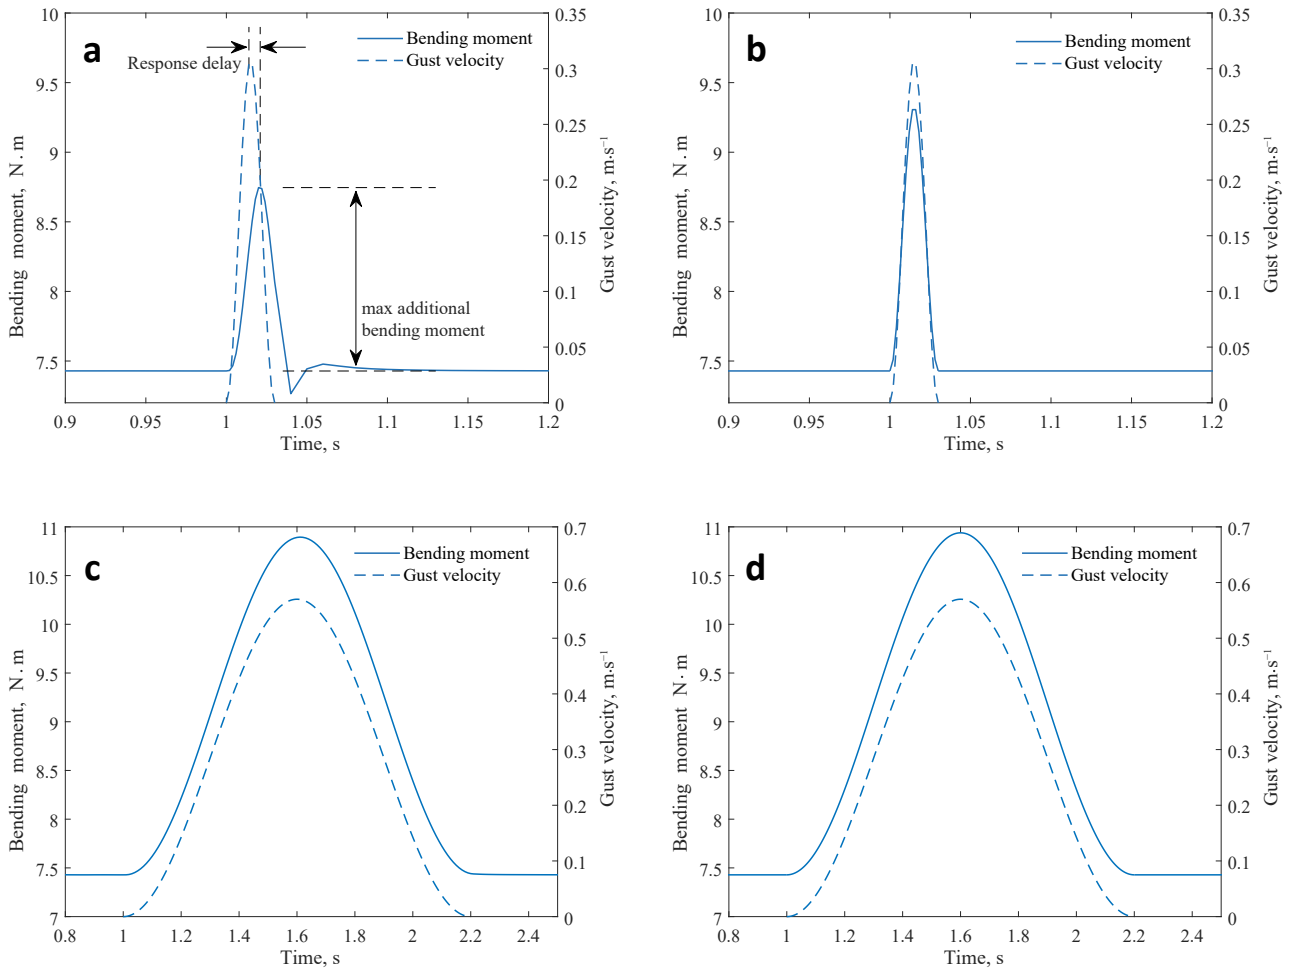 a
Response delay
Bending moment
Gust velocity
max additional
bending moment
10
9.5
9
8.5
8
7.5
0.35
0.3
0.25
0.2
0.15
0.1
0.05
0
0.9 0.95 1 1.05 1.1 1.15 1.2
Time, s
Bending moment, N.m
Gust velocity, m·s⁻¹
b
Bending moment
Gust velocity
10
9.5
9
8.5
8
7.5
0.35
0.3
0.25
0.2
0.15
0.1
0.05
0
0.9 0.95 1 1.05 1.1 1.15 1.2
Time, s
Bending moment, N.m
Gust velocity, m·s⁻¹
c
Bending moment
Gust velocity
11
10.5
10
9.5
9
8.5
8
7.5
7
0.7
0.6
0.5
0.4
0.3
0.2
0.1
0
0.8 1 1.2 1.4 1.6 1.8 2 2.2 2.4
Time, s
Bending moment, N.m
Gust velocity, m·s⁻¹
d
Bending moment
Gust velocity
11
10.5
10
9.5
9
8.5
8
7.5
7
0.7
0.6
0.5
0.4
0.3
0.2
0.1
0
0.8 1 1.2 1.4 1.6 1.8 2 2.2 2.4
Time, s
Bending moment N·m
Gust velocity, m·s⁻¹